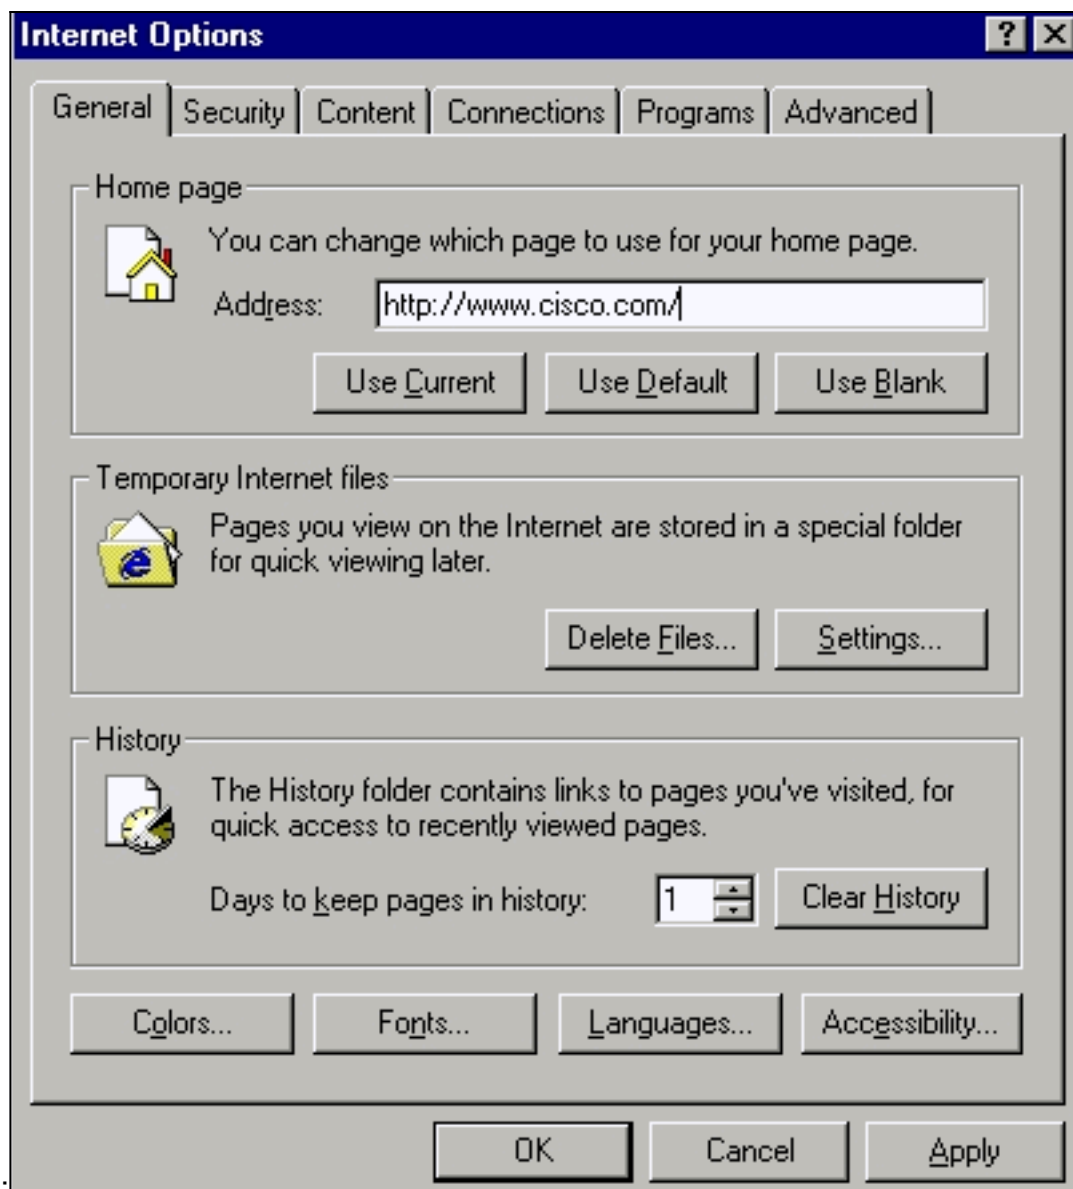 Internet Options
General Security Content Connections Programs Advanced
Home page
You can change which page to use for your home page.
Address: http://www.cisco.com/
Use Current Use Default Use Blank
Temporary Internet files
Pages you view on the Internet are stored in a special folder
for quick viewing later.
Delete Files... Settings...
History
The History folder contains links to pages you've visited, for
quick access to recently viewed pages.
Days to keep pages in history: 1 Clear History
Colors... Fonts... Languages... Accessibility...
OK Cancel Apply
.